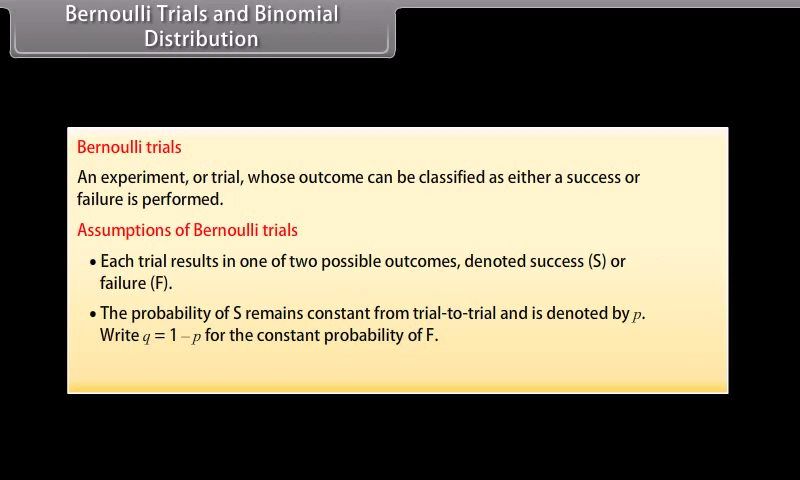 Bernoulli Trials and Binomial
Distribution
Bernoulli trials
An experiment, or trial, whose outcome can be classified as either a success or
failure is performed.
Assumptions of Bernoulli trials
• Each trial results in one of two possible outcomes, denoted success (S) or
failure (F).
• The probability of S remains constant from trial-to-trial and is denoted by p.
Write q = 1 – p for the constant probability of F.